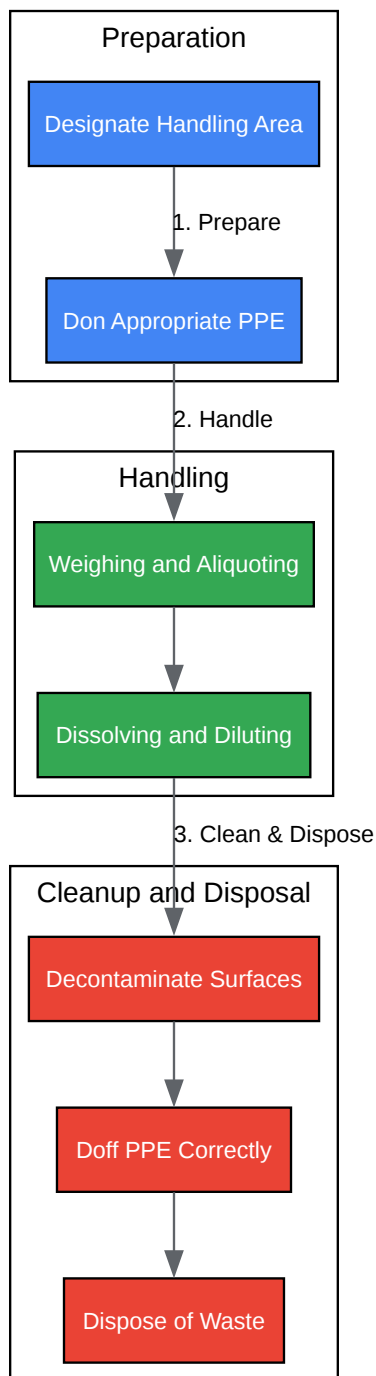 Preparation
Designate Handling Area
1. Prepare
Don Appropriate PPE
2. Handle
Handling
Weighing and Aliquoting
Dissolving and Diluting
3. Clean & Dispose
Cleanup and Disposal
Decontaminate Surfaces
Doff PPE Correctly
Dispose of Waste